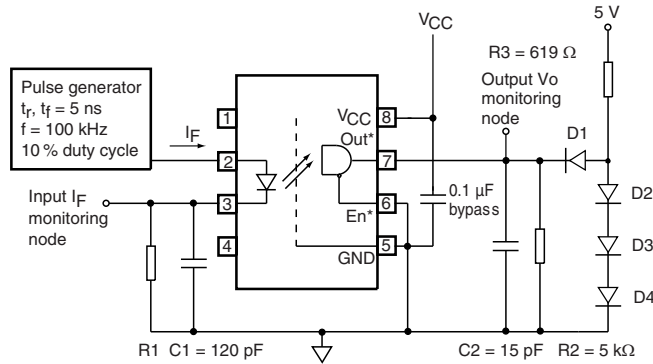 Pulse generator
tr, tf = 5 ns
f = 100 kHz
10 % duty cycle
VCC
5 V
R3 = 619 Ω
Output Vo
monitoring
node
1
VCC
8
Out*
IF
D1
2
7
Input IF
monitoring
node
3
6
En*
0.1 µF
bypass
D2
4
5
GND
D3
D4
R1
C1 = 120 pF
C2 = 15 pF
R2 = 5 kΩ